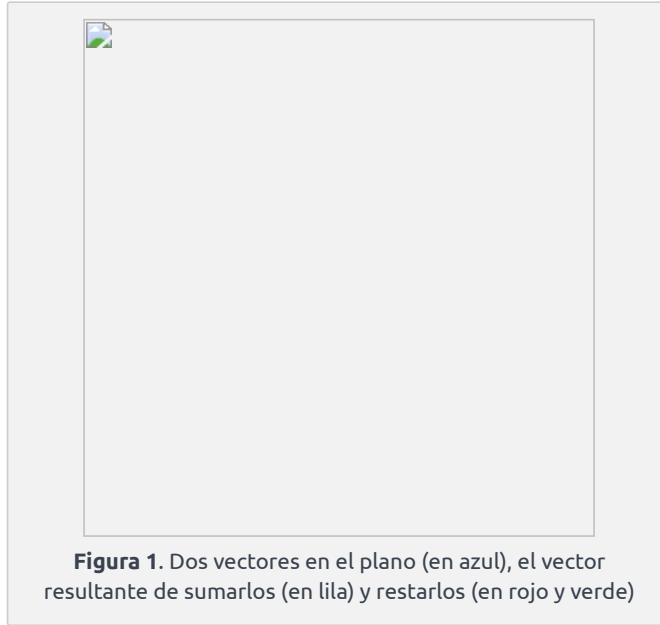 Figura 1. Dos vectores en el plano (en azul), el vector
resultante de sumarlos (en lila) y restarlos (en rojo y verde)